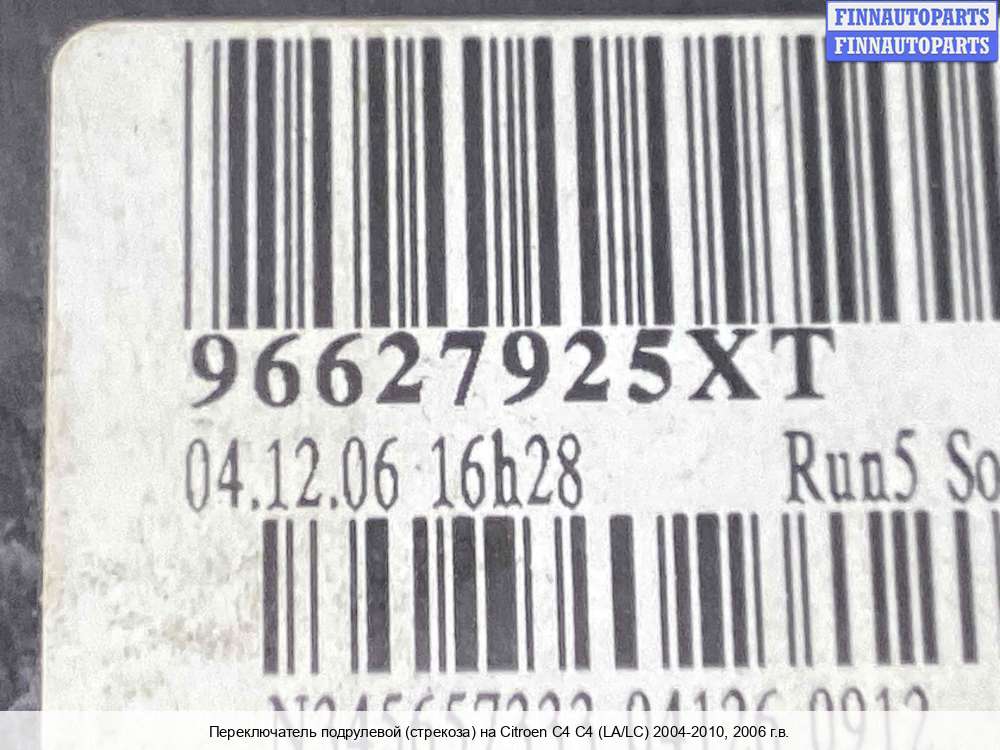 FINNAUTOPARTS
FINNAUTOPARTS
96627925XT
04.12.06 16h28 Run5 So
Переключатель подрулевой (стрекоза) на Citroen C4 C4 (LA/LC) 2004-2010, 2006 г.в.